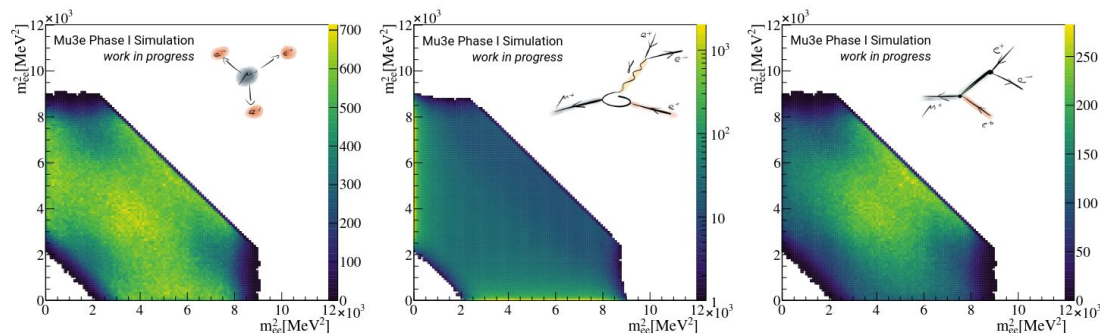 12×10³
Mu3e Phase I Simulation
work in progress
m²ee[MeV²]
10
8
6
4
2
0
0 2 4 6 8 10 12×10³
m²ee[MeV²]
700
600
500
400
300
200
100
0
e⁻ e⁺
μ⁺
e⁺
12×10³
Mu3e Phase I Simulation
work in progress
m²ee[MeV²]
10
8
6
4
2
0
0 2 4 6 8 10 12×10³
m²ee[MeV²]
10³
10²
10
1
e⁺
γ e⁻
μ⁺ e⁺
12×10³
Mu3e Phase I Simulation
work in progress
m²ee[MeV²]
10
8
6
4
2
0
0 2 4 6 8 10 12×10³
m²ee[MeV²]
250
200
150
100
50
0
e⁺
e⁻
μ⁺ e⁺